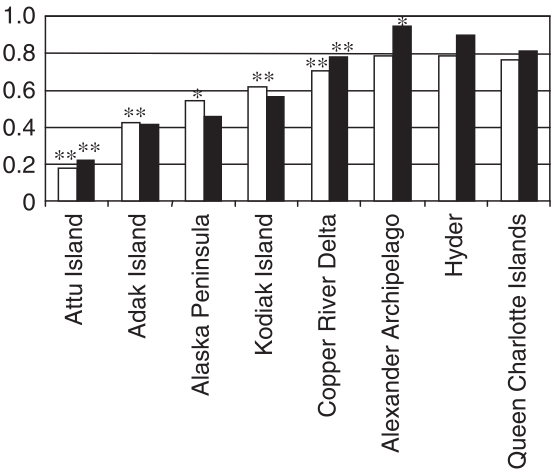 1.0
0.8
0.6
0.4
0.2
0
**
**
**
*
**
**
**
*
Attu Island
Adak Island
Alaska Peninsula
Kodiak Island
Copper River Delta
Alexander Archipelago
Hyder
Queen Charlotte Islands